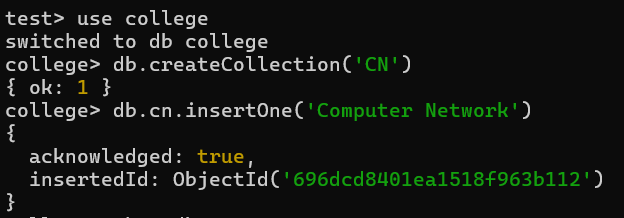 test> use college
switched to db college
college> db.createCollection('CN')
{ ok: 1 }
college> db.cn.insertOne('Computer Network')
{
  acknowledged: true,
  insertedId: ObjectId('696dcd8401ea1518f963b112')
}